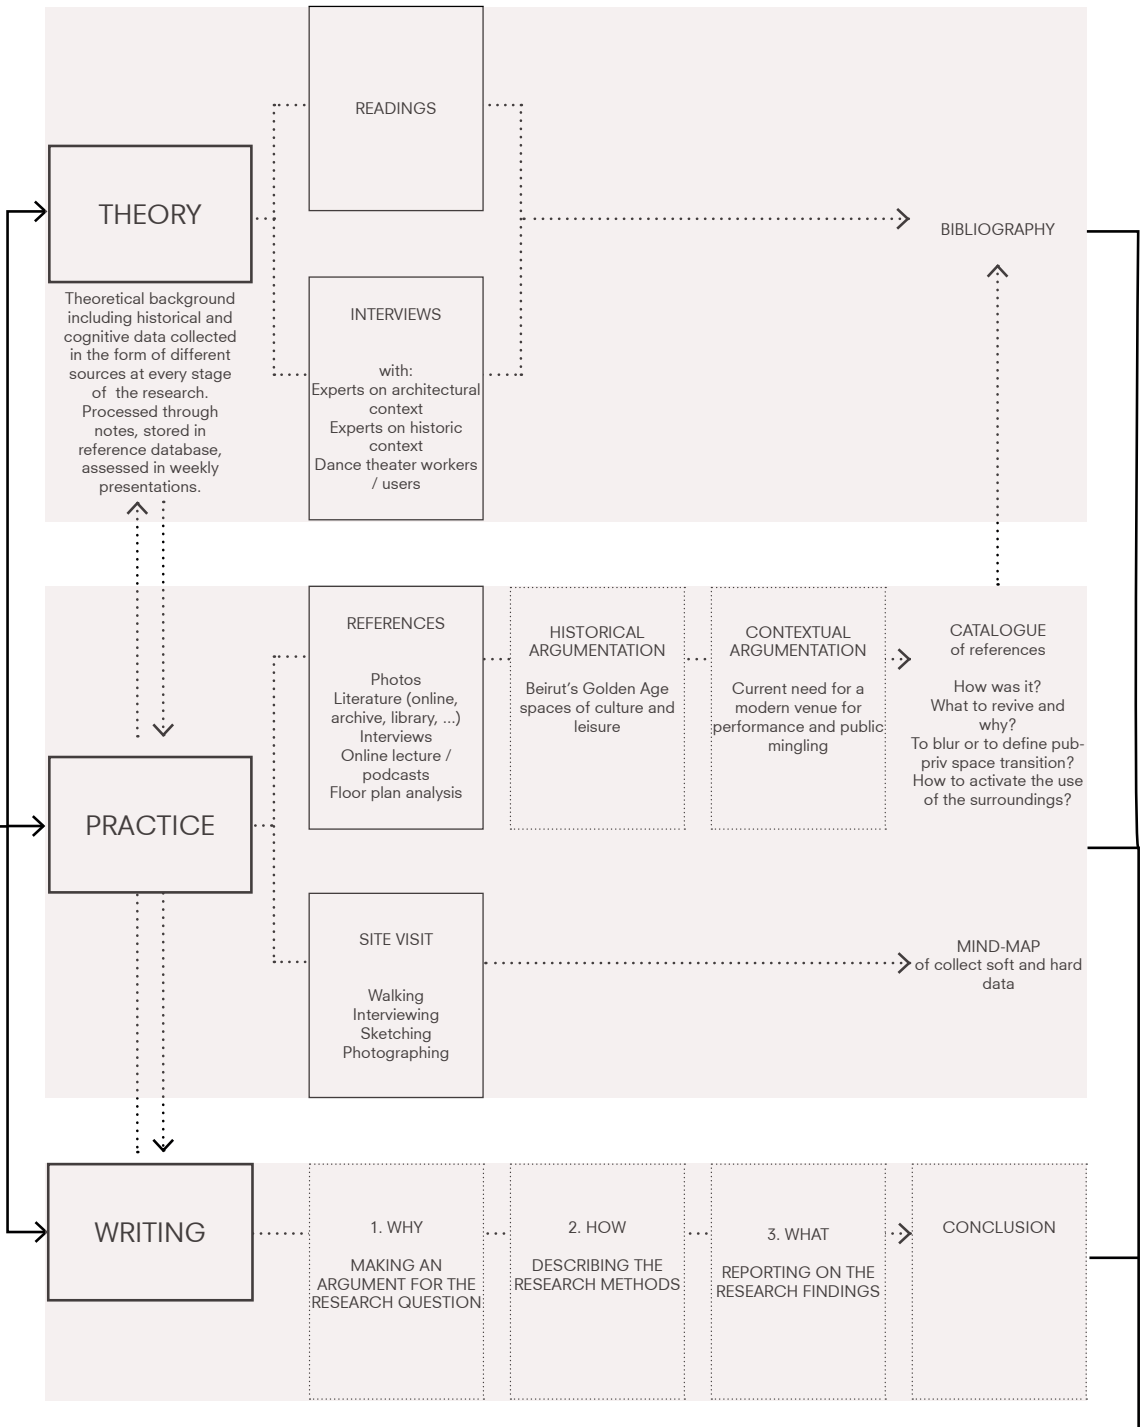 READINGS
THEORY
Theoretical background
including historical and
cognitive data collected
in the form of different
sources at every stage
of the research.
Processed through
notes, stored in
reference database,
assessed in weekly
presentations.
INTERVIEWS
with:
Experts on architectural
context
Experts on historic
context
Dance theater workers
/ users
BIBLIOGRAPHY
PRACTICE
REFERENCES
Photos
Literature (online,
archive, library, ...)
Interviews
Online lecture /
podcasts
Floor plan analysis
HISTORICAL
ARGUMENTATION
Beirut's Golden Age
spaces of culture and
leisure
CONTEXTUAL
ARGUMENTATION
Current need for a
modern venue for
performance and public
mingling
CATALOGUE
of references
How was it?
What to revive and
why?
To blur or to define pub-
priv space transition?
How to activate the use
of the surroundings?
SITE VISIT
Walking
Interviewing
Sketching
Photographing
MIND-MAP
of collect soft and hard
data
WRITING
1. WHY
MAKING AN
ARGUMENT FOR THE
RESEARCH QUESTION
2. HOW
DESCRIBING THE
RESEARCH METHODS
3. WHAT
REPORTING ON THE
RESEARCH FINDINGS
CONCLUSION